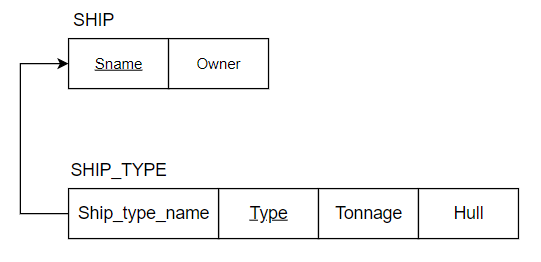 SHIP
Sname Owner
SHIP_TYPE
Ship_type_name Type Tonnage Hull